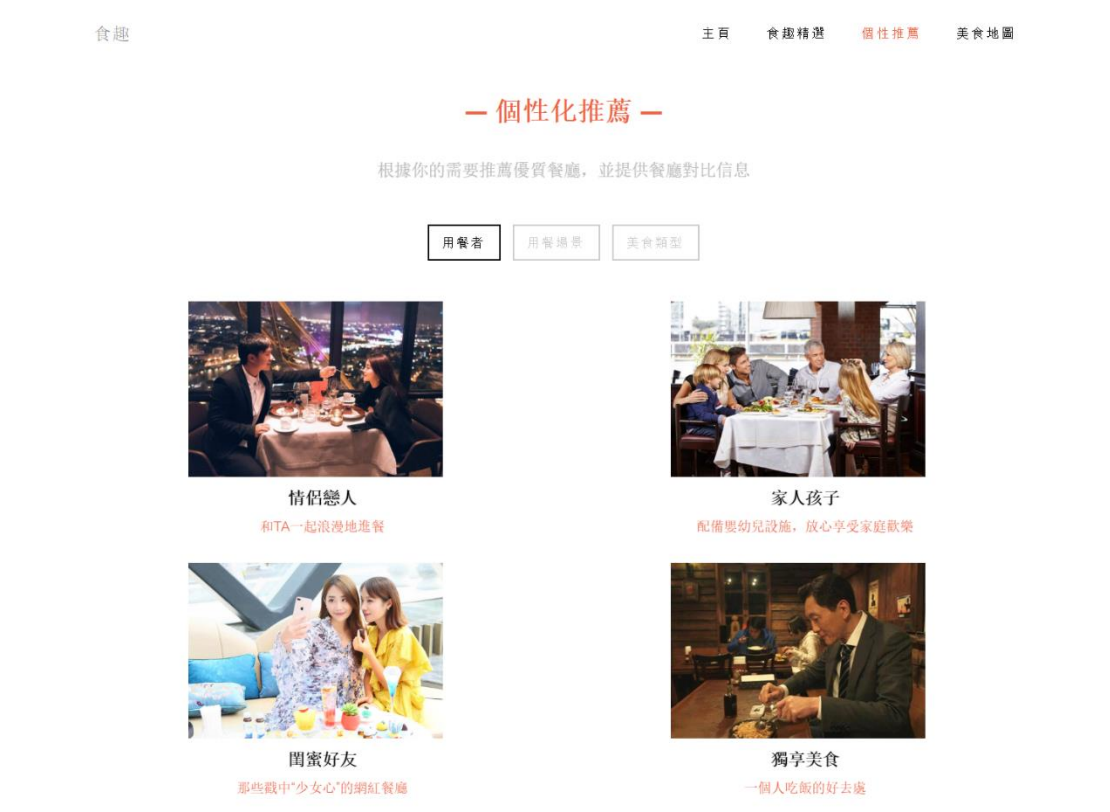 食趣
主頁 食趣精選 個性推薦 美食地圖
— 個性化推薦 —
根據你的需要推薦優質餐廳，並提供餐廳對比信息
用餐者 用餐場景 美食類型
情侶戀人
和TA一起浪漫地進餐
家人孩子
配備嬰幼兒設施，放心享受家庭歡樂
閨蜜好友
那些戳中“少女心”的網紅餐廳
獨享美食
一個人吃飯的好去處